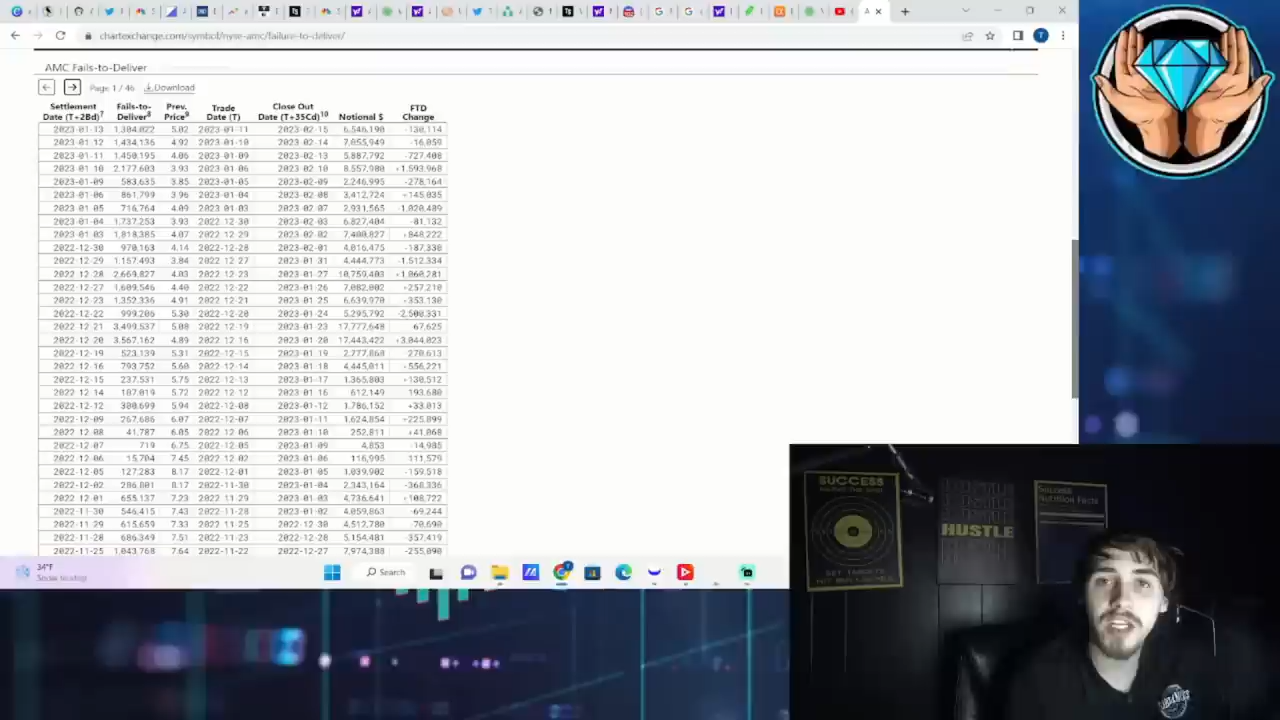 chartexchange.com/symbol/nyse-amc/failure-to-deliver/
AMC Fails-to-Deliver
Page 1 / 46 Download
Settlement Date (T+2Bd)7 Fails-to-Deliver8 Prev. Price9 Trade Date (T) Close Out Date (T+35Cd)10 Notional $ FTD Change
2023-01-13 1,304,022 5.02 2023-01-11 2023-02-15 6,546,190 -130,114
2023-01-12 1,434,136 4.92 2023-01-10 2023-02-14 7,055,949 -16,059
2023-01-11 1,450,195 4.06 2023-01-09 2023-02-13 5,887,792 -727,408
2023-01-10 2,177,603 3.93 2023-01-06 2023-02-10 8,557,980 +1,593,968
2023-01-09 583,635 3.85 2023-01-05 2023-02-09 2,246,995 -278,164
2023-01-06 861,799 3.96 2023-01-04 2023-02-08 3,412,724 +145,035
2023-01-05 716,764 4.09 2023-01-03 2023-02-07 2,931,565 -1,020,489
2023-01-04 1,737,253 3.93 2022-12-30 2023-02-03 6,827,404 -81,132
2023-01-03 1,818,385 4.07 2022-12-29 2023-02-02 7,400,827 +848,222
2022-12-30 970,163 4.14 2022-12-28 2023-02-01 4,016,475 -187,330
2022-12-29 1,157,493 3.84 2022-12-27 2023-01-31 4,444,773 -1,512,334
2022-12-28 2,669,827 4.03 2022-12-23 2023-01-27 10,759,403 +1,060,281
2022-12-27 1,609,546 4.40 2022-12-22 2023-01-26 7,082,002 +257,210
2022-12-23 1,352,336 4.91 2022-12-21 2023-01-25 6,639,970 +353,130
2022-12-22 999,206 5.30 2022-12-20 2023-01-24 5,295,792 -2,500,331
2022-12-21 3,499,537 5.08 2022-12-19 2023-01-23 17,777,648 67,625
2022-12-20 3,567,162 4.89 2022-12-16 2023-01-20 17,443,422 +3,044,023
2022-12-19 523,139 5.31 2022-12-15 2023-01-19 2,777,868 270,613
2022-12-16 793,752 5.60 2022-12-14 2023-01-18 4,445,011 +556,221
2022-12-15 237,531 5.75 2022-12-13 2023-01-17 1,365,803 +130,512
2022-12-14 107,019 5.72 2022-12-12 2023-01-16 612,149 193,680
2022-12-12 300,699 5.94 2022-12-08 2023-01-12 1,786,152 +33,013
2022-12-09 267,686 6.07 2022-12-07 2023-01-11 1,624,854 +225,899
2022-12-08 41,787 6.05 2022-12-06 2023-01-10 252,811 +41,068
2022-12-07 719 6.75 2022-12-05 2023-01-09 4,853 -14,985
2022-12-06 15,704 7.45 2022-12-02 2023-01-06 116,995 111,579
2022-12-05 127,283 8.17 2022-12-01 2023-01-05 1,039,902 -159,518
2022-12-02 286,801 8.17 2022-11-30 2023-01-04 2,343,164 -368,336
2022-12-01 655,137 7.23 2022-11-29 2023-01-03 4,736,641 +108,722
2022-11-30 546,415 7.43 2022-11-28 2023-01-02 4,059,863 -69,244
2022-11-29 615,659 7.33 2022-11-23 2022-12-30 4,512,780 -70,690
2022-11-28 686,349 7.51 2022-11-23 2022-12-28 5,154,481 -357,419
2022-11-25 1,043,768 7.64 2022-11-22 2022-12-27 7,974,388 -255,090
34°F
Search
SUCCESS
HUSTLE